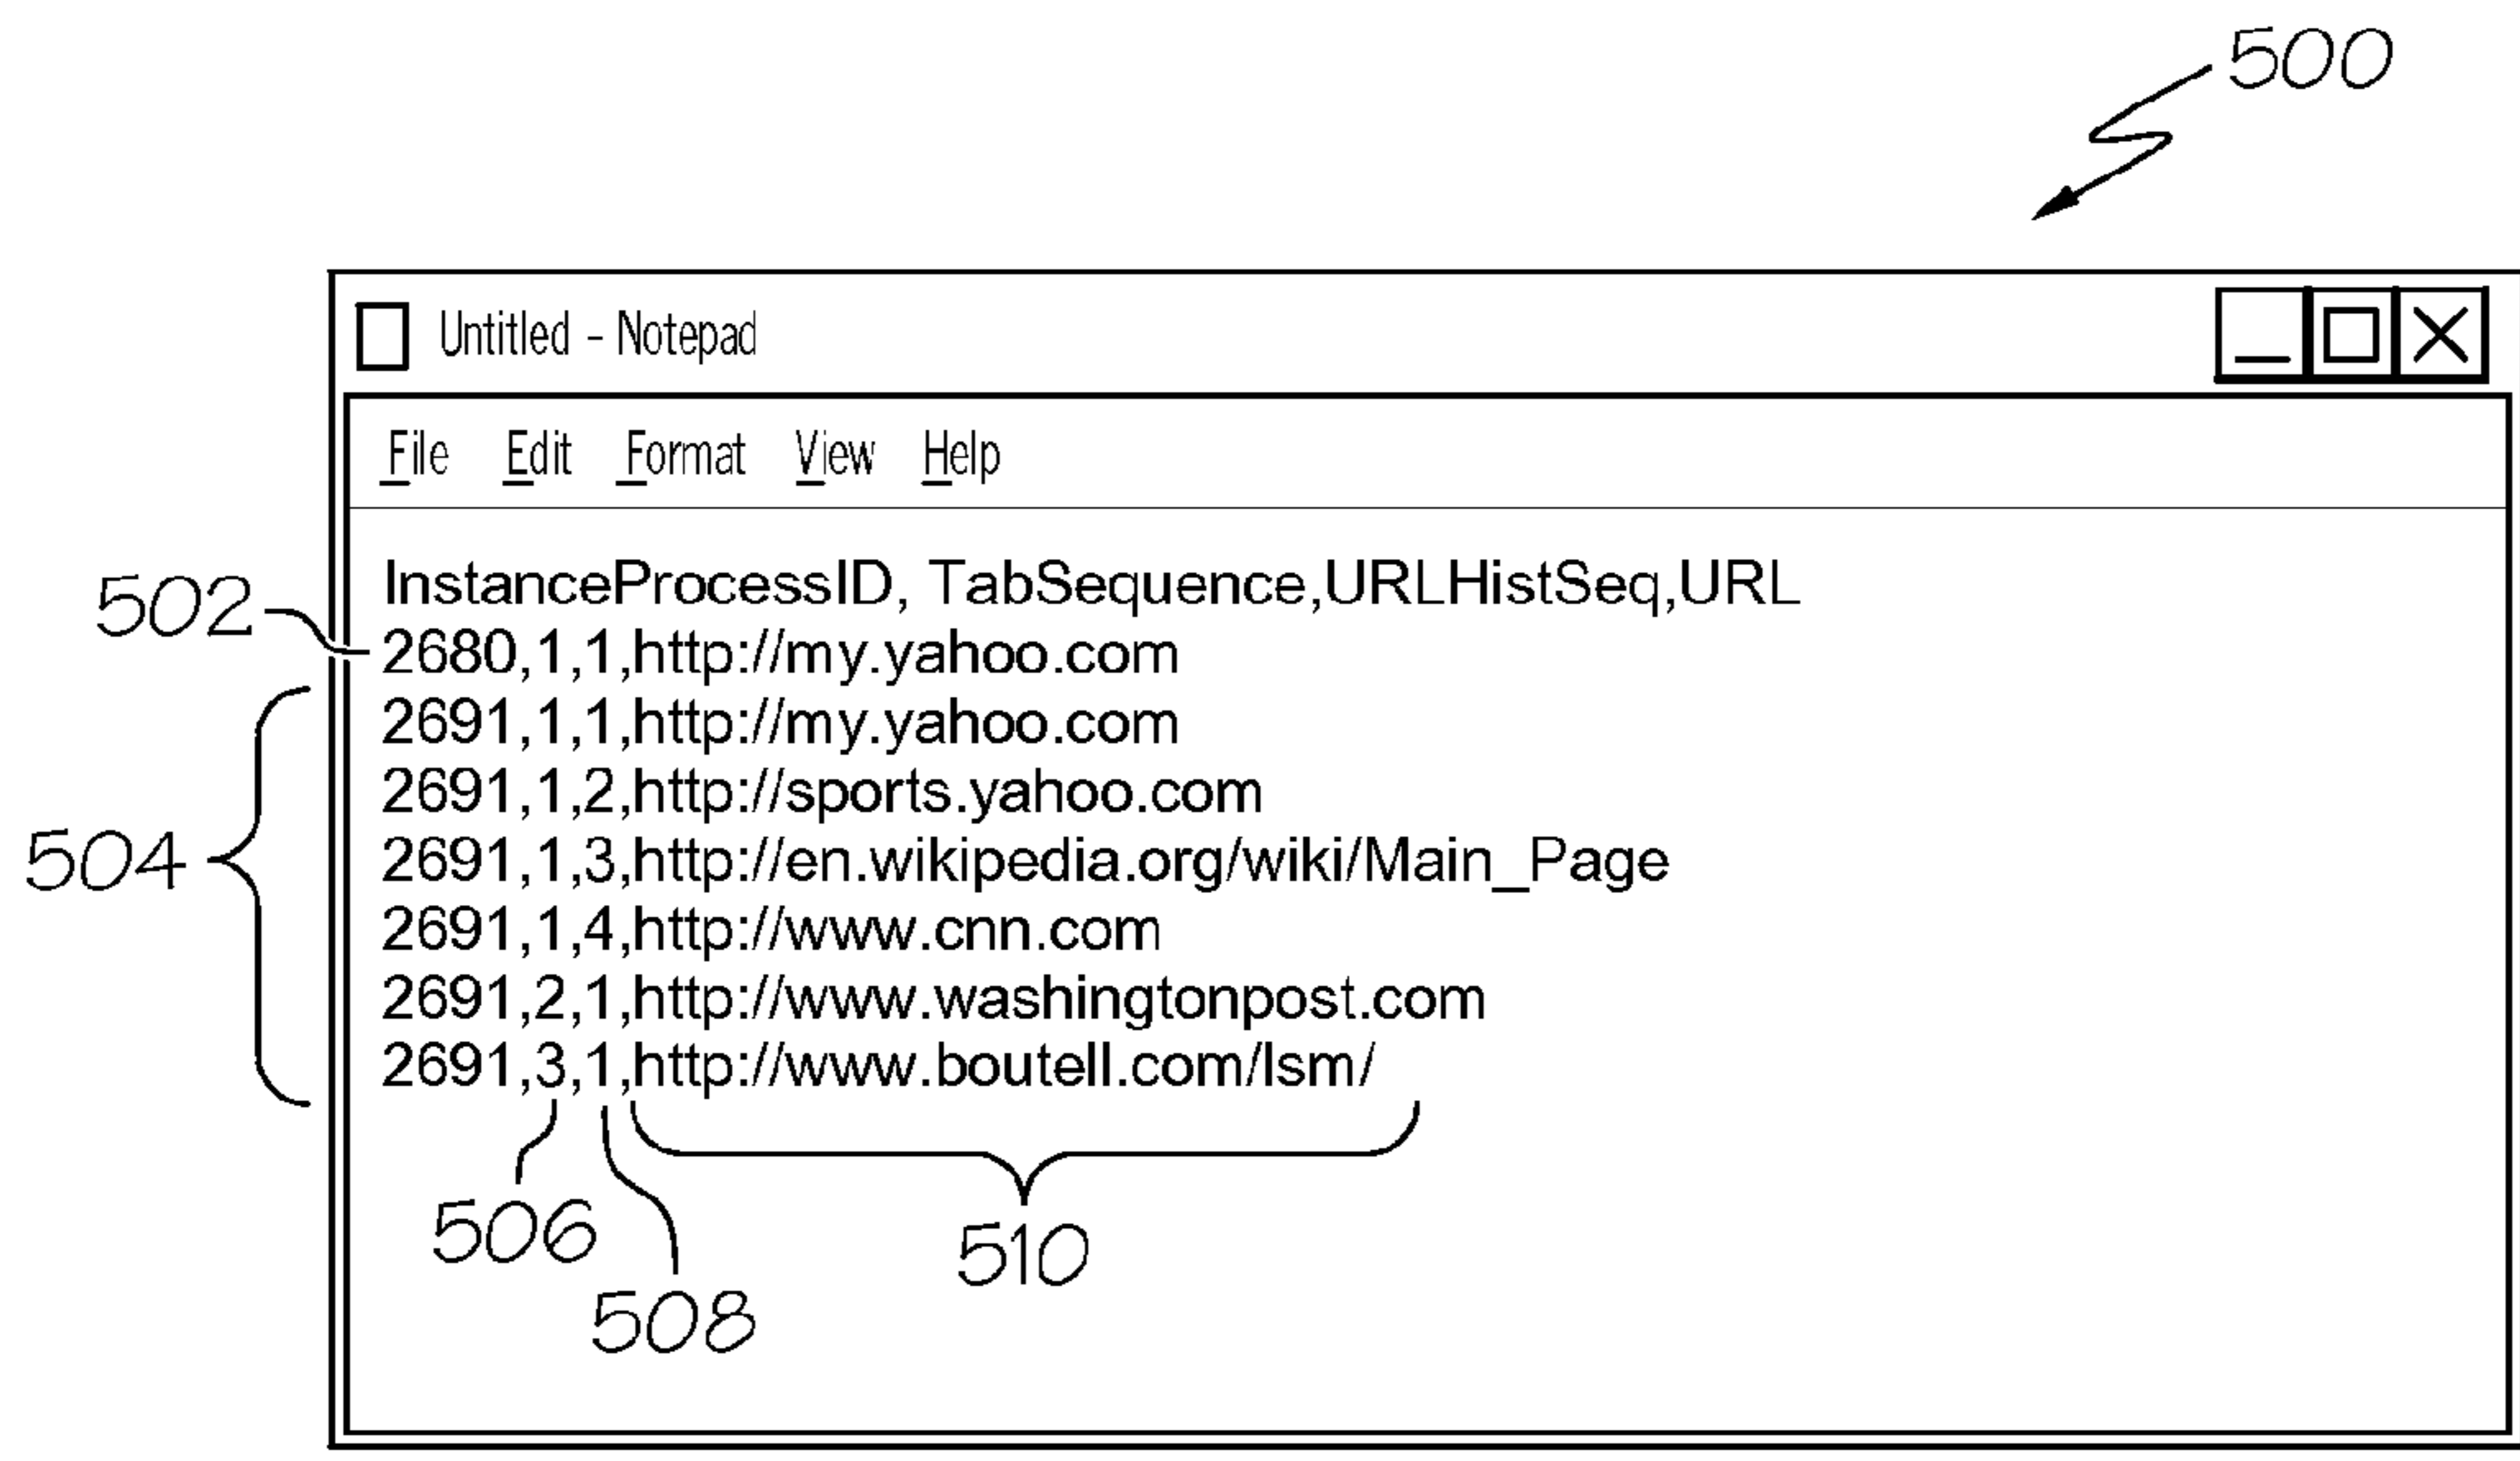 500
Untitled - Notepad
File Edit Format View Help
InstanceProcessID, TabSequence,URLHistSeq,URL
502
2680,1,1,http://my.yahoo.com
2691,1,1,http://my.yahoo.com
2691,1,2,http://sports.yahoo.com
504
2691,1,3,http://en.wikipedia.org/wiki/Main_Page
2691,1,4,http://www.cnn.com
2691,2,1,http://www.washingtonpost.com
2691,3,1,http://www.boutell.com/lsm/
506
510
508